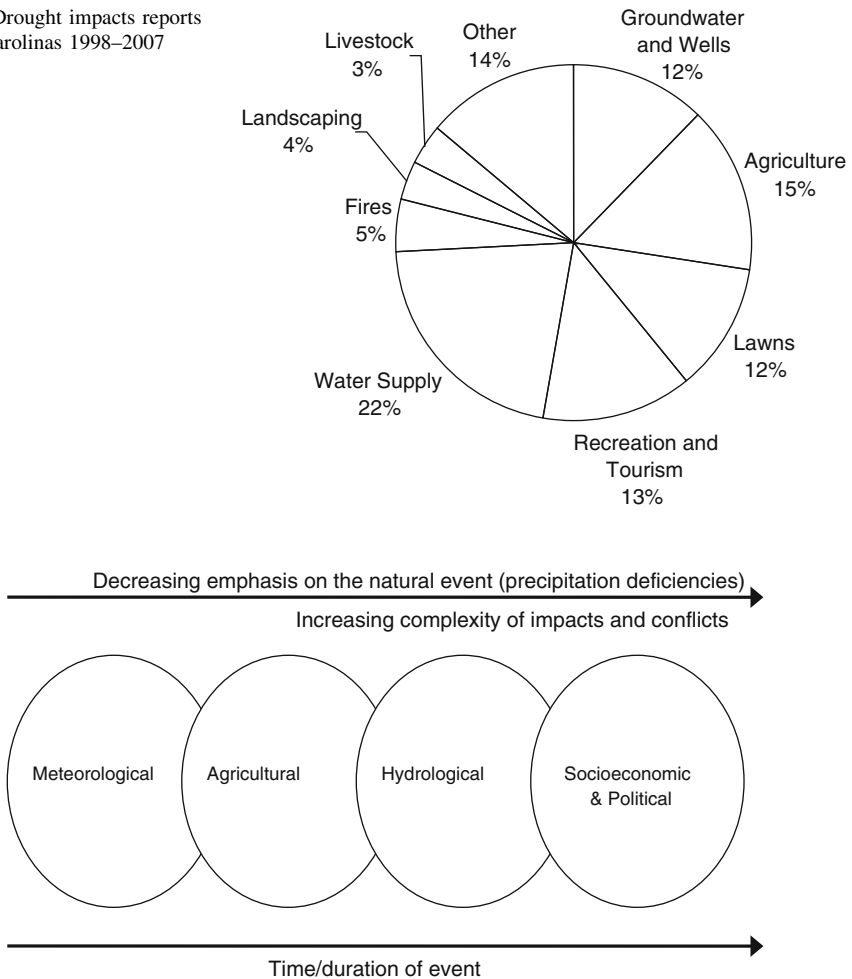 Drought impacts reports
arolinas 1998–2007
Other
14%
Groundwater
and Wells
12%
Livestock
3%
Landscaping
4%
Agriculture
15%
Fires
5%
Lawns
12%
Water Supply
22%
Recreation and
Tourism
13%
Decreasing emphasis on the natural event (precipitation deficiencies)
Increasing complexity of impacts and conflicts
Meteorological
Agricultural
Hydrological
Socioeconomic
& Political
Time/duration of event